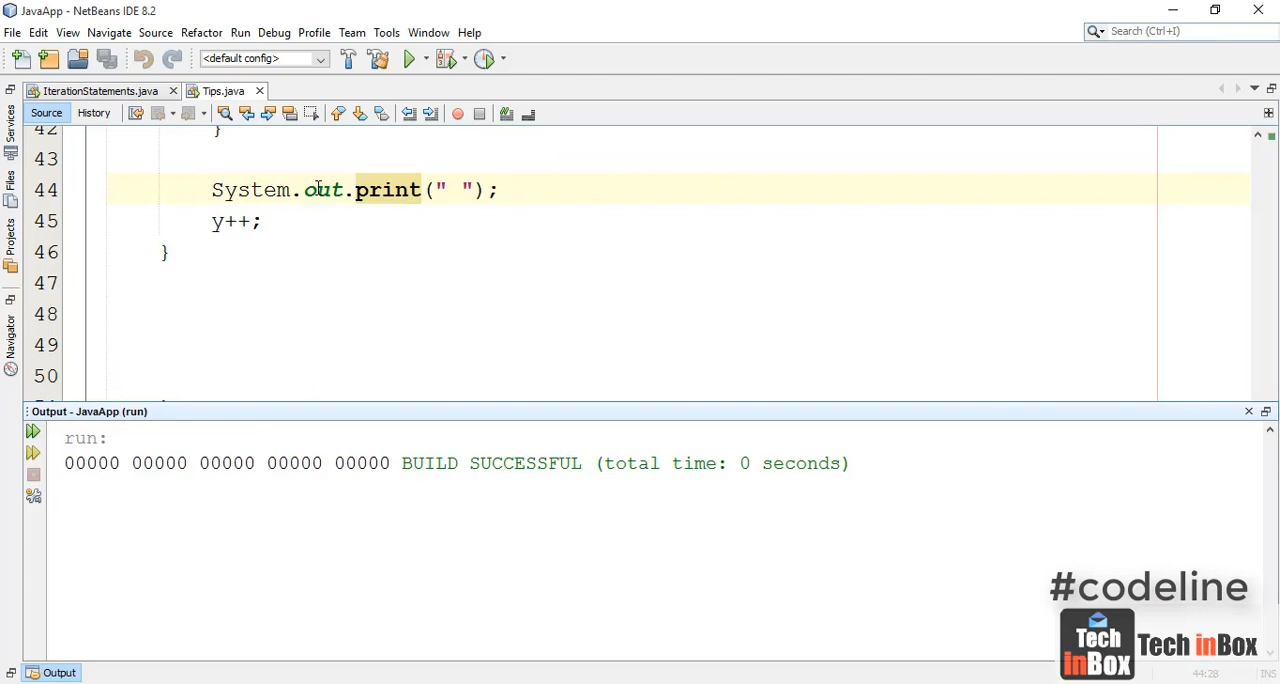 JavaApp - NetBeans IDE 8.2
File Edit View Navigate Source Refactor Run Debug Profile Team Tools Window Help
Search (Ctrl+I)
<default config>
IterationStatements.java Tips.java
Source History
Services
Files
Projects
Navigator
42 }
43
44 System.out.print(" ");
45 y++;
46 }
47
48
49
50
Output - JavaApp (run)
run:
00000 00000 00000 00000 00000 BUILD SUCCESSFUL (total time: 0 seconds)
#codeline
Tech
inBox
Tech inBox
Output
44:28 INS